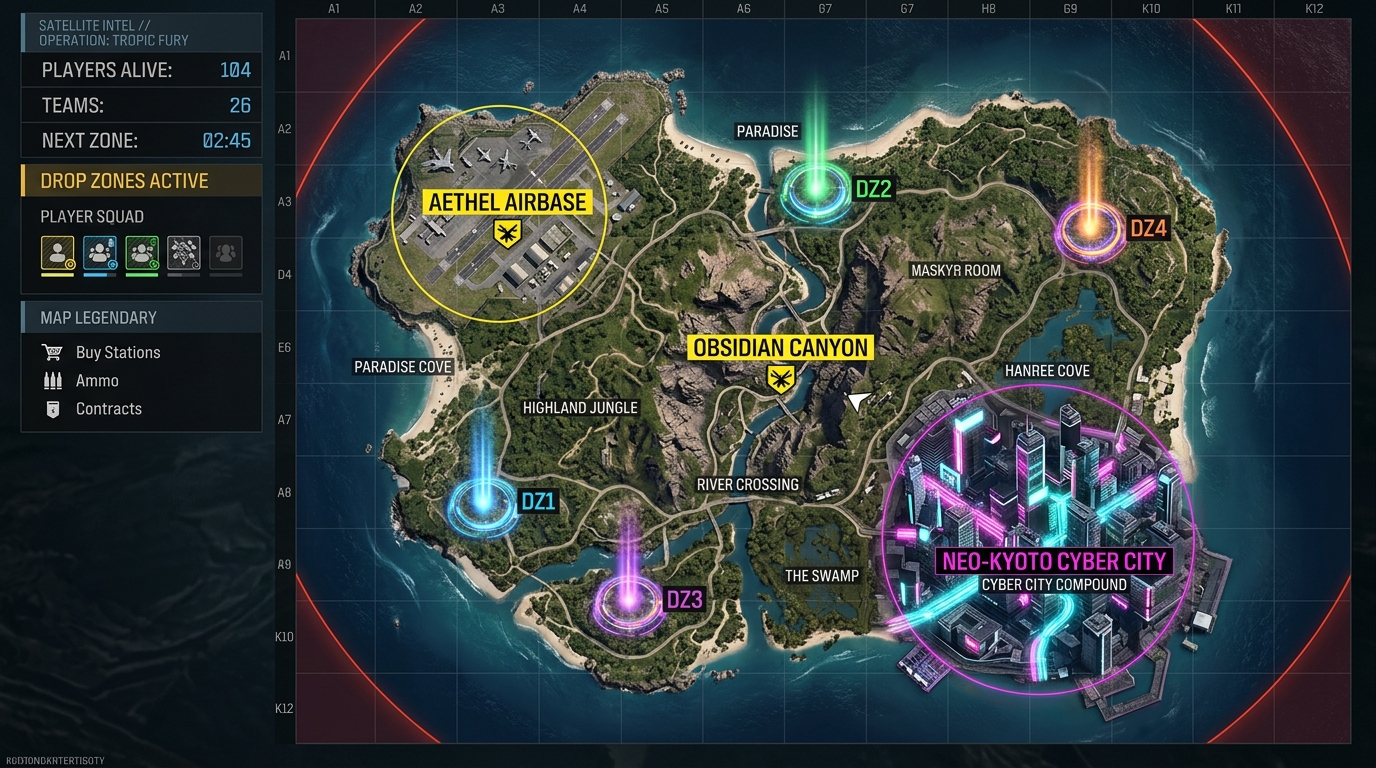 A1 A2 A3 A4 A5 A6 G7 G7 H8 G9 K10 K11 K12
SATELLITE INTEL //
OPERATION: TROPIC FURY
PLAYERS ALIVE: 104
TEAMS: 26
NEXT ZONE: 02:45
DROP ZONES ACTIVE
PLAYER SQUAD
MAP LEGENDARY
Buy Stations
Ammo
Contracts
A1
A2
A3
D4
E6
A7
A8
A9
K10
K12
PARADISE
DZ2
AETHEL AIRBASE
DZ4
MASKYR ROOM
OBSIDIAN CANYON
PARADISE COVE
HANREE COVE
HIGHLAND JUNGLE
RIVER CROSSING
DZ1
NEO-KYOTO CYBER CITY
THE SWAMP
CYBER CITY COMPOUND
DZ3